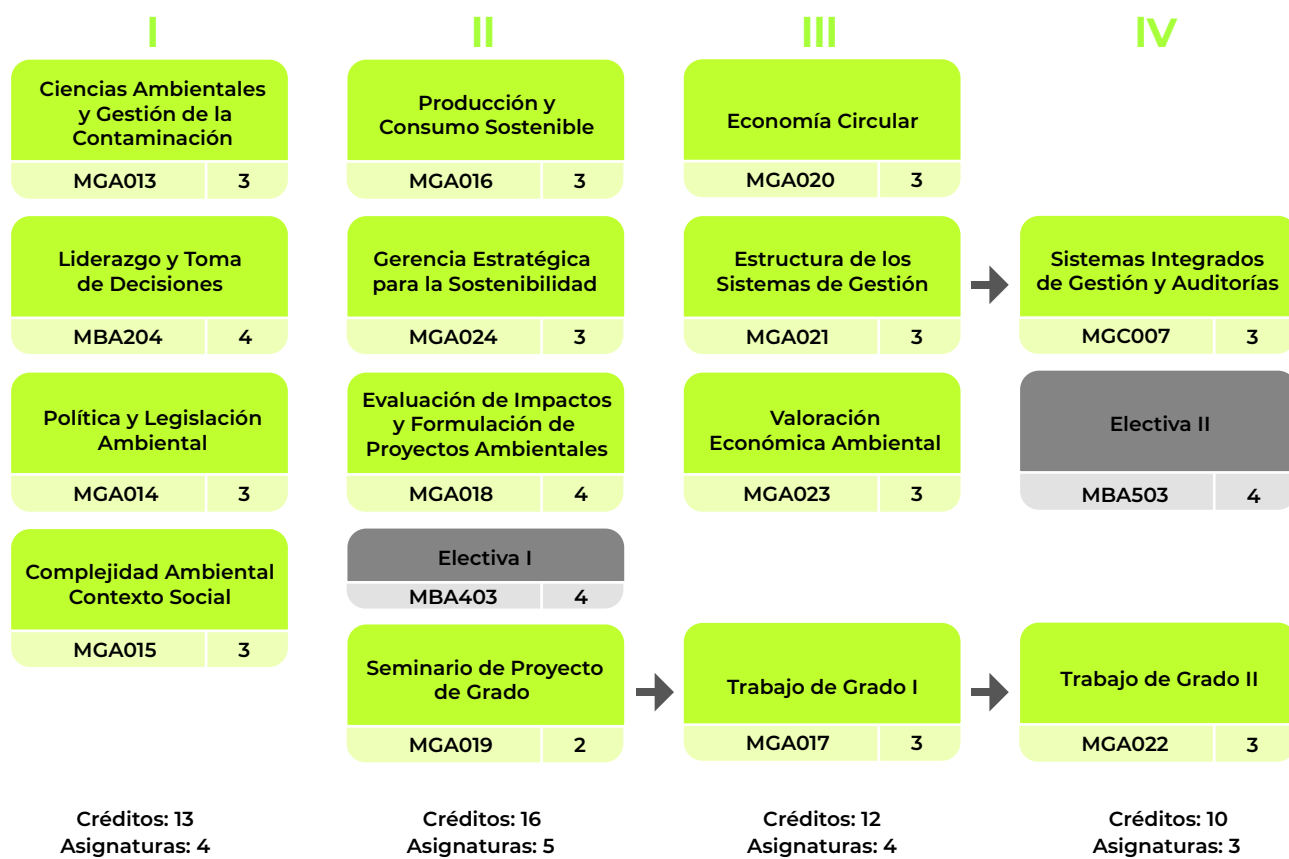 I
Ciencias Ambientales
y Gestión de la
Contaminación
MGA013 3
Liderazgo y Toma
de Decisiones
MBA204 4
Política y Legislación
Ambiental
MGA014 3
Complejidad Ambiental
Contexto Social
MGA015 3
Créditos: 13
Asignaturas: 4
II
Producción y
Consumo Sostenible
MGA016 3
Gerencia Estratégica
para la Sostenibilidad
MGA024 3
Evaluación de Impactos
y Formulación de
Proyectos Ambientales
MGA018 4
Electiva I
MBA403 4
Seminario de Proyecto
de Grado
MGA019 2
Créditos: 16
Asignaturas: 5
III
Economía Circular
MGA020 3
Estructura de los
Sistemas de Gestión
MGA021 3
Valoración
Económica Ambiental
MGA023 3
Trabajo de Grado I
MGA017 3
Créditos: 12
Asignaturas: 4
IV
Sistemas Integrados
de Gestión y Auditorías
MGC007 3
Electiva II
MBA503 4
Trabajo de Grado II
MGA022 3
Créditos: 10
Asignaturas: 3